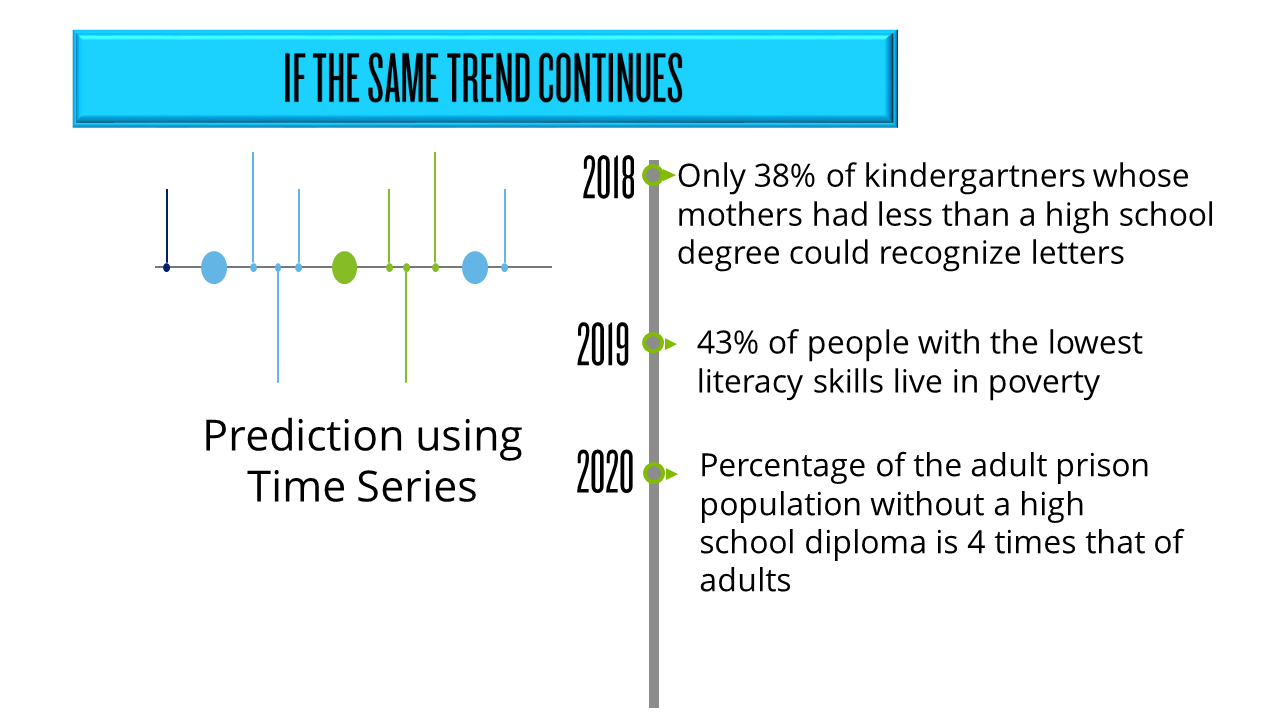 IF THE SAME TREND CONTINUES
Prediction using
Time Series
2018
Only 38% of kindergartners whose
mothers had less than a high school
degree could recognize letters
2019
43% of people with the lowest
literacy skills live in poverty
2020
Percentage of the adult prison
population without a high
school diploma is 4 times that of
adults